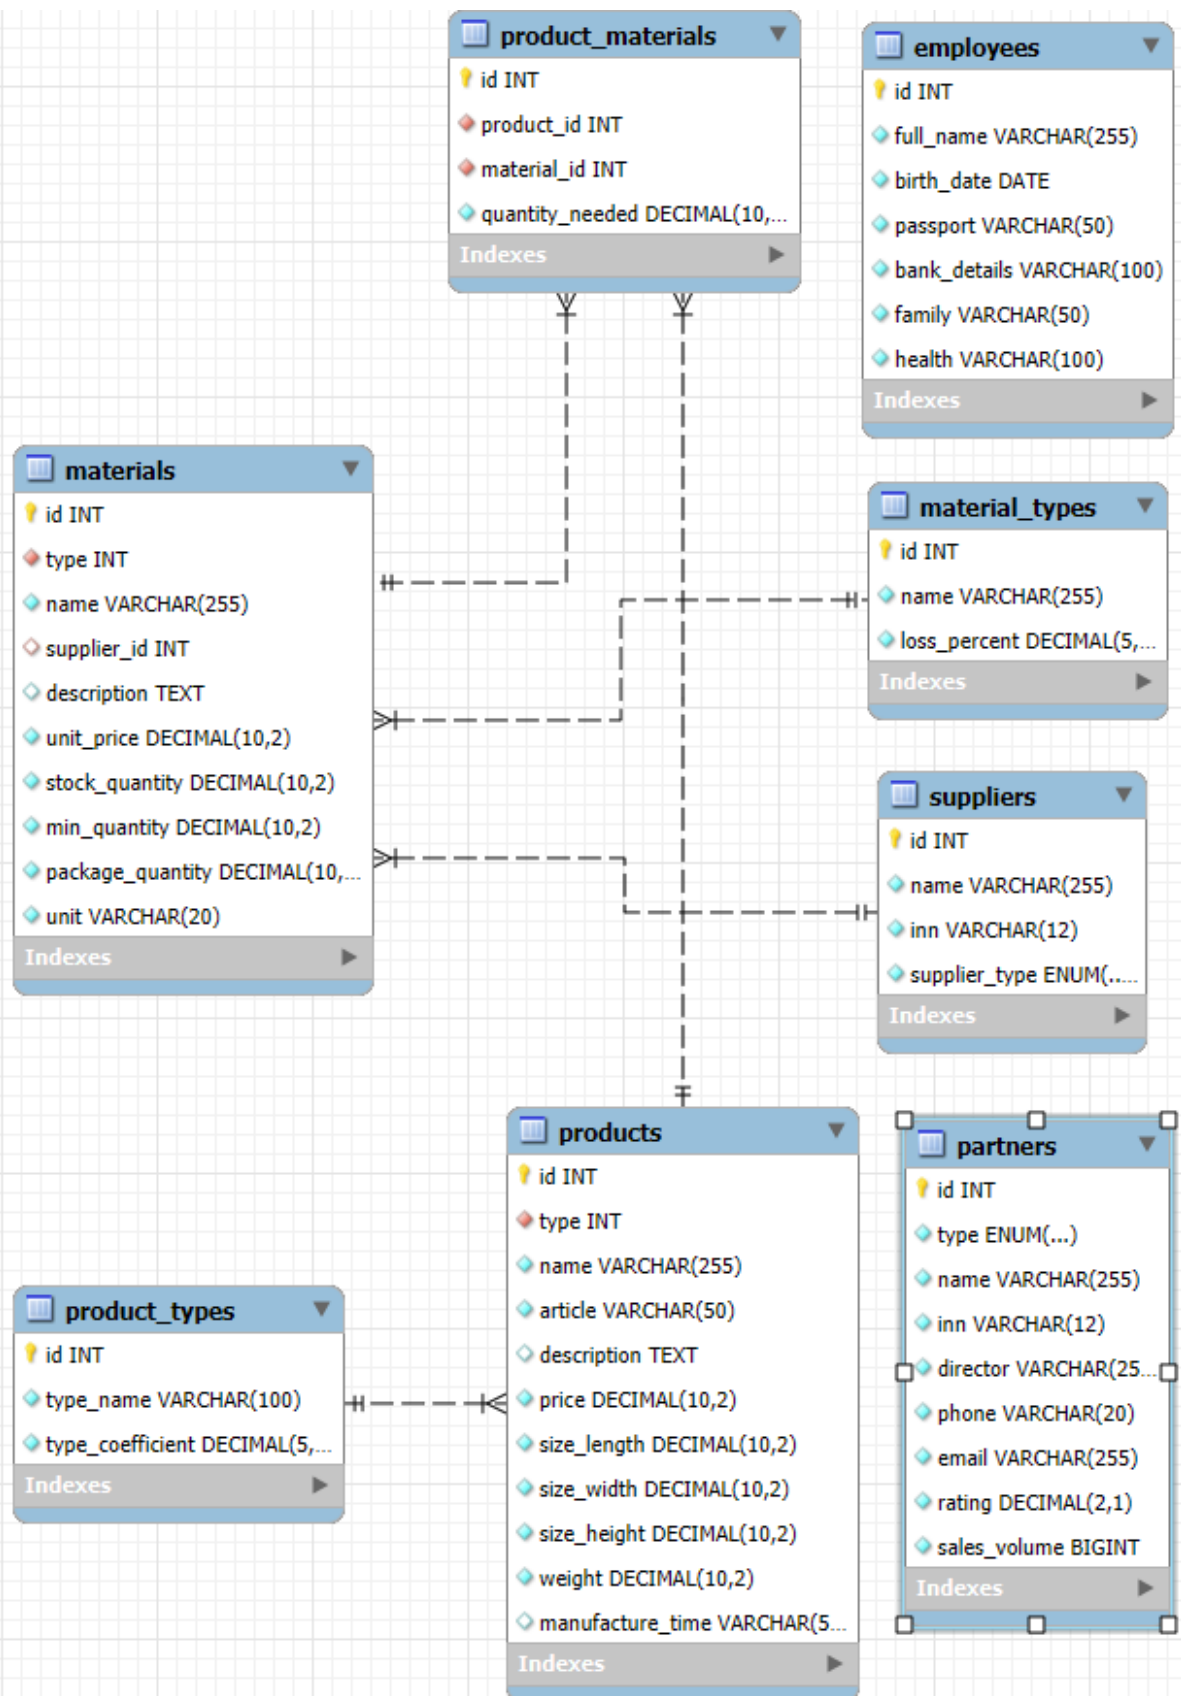 product_materials
id INT
product_id INT
material_id INT
quantity_needed DECIMAL(10,...
Indexes
employees
id INT
full_name VARCHAR(255)
birth_date DATE
passport VARCHAR(50)
bank_details VARCHAR(100)
family VARCHAR(50)
health VARCHAR(100)
Indexes
materials
id INT
type INT
name VARCHAR(255)
supplier_id INT
description TEXT
unit_price DECIMAL(10,2)
stock_quantity DECIMAL(10,2)
min_quantity DECIMAL(10,2)
package_quantity DECIMAL(10,...
unit VARCHAR(20)
Indexes
material_types
id INT
name VARCHAR(255)
loss_percent DECIMAL(5,...
Indexes
suppliers
id INT
name VARCHAR(255)
inn VARCHAR(12)
supplier_type ENUM(.....
Indexes
products
id INT
type INT
name VARCHAR(255)
article VARCHAR(50)
description TEXT
price DECIMAL(10,2)
size_length DECIMAL(10,2)
size_width DECIMAL(10,2)
size_height DECIMAL(10,2)
weight DECIMAL(10,2)
manufacture_time VARCHAR(5...
Indexes
partners
id INT
type ENUM(...)
name VARCHAR(255)
inn VARCHAR(12)
director VARCHAR(25...
phone VARCHAR(20)
email VARCHAR(255)
rating DECIMAL(2,1)
sales_volume BIGINT
Indexes
product_types
id INT
type_name VARCHAR(100)
type_coefficient DECIMAL(5,...
Indexes